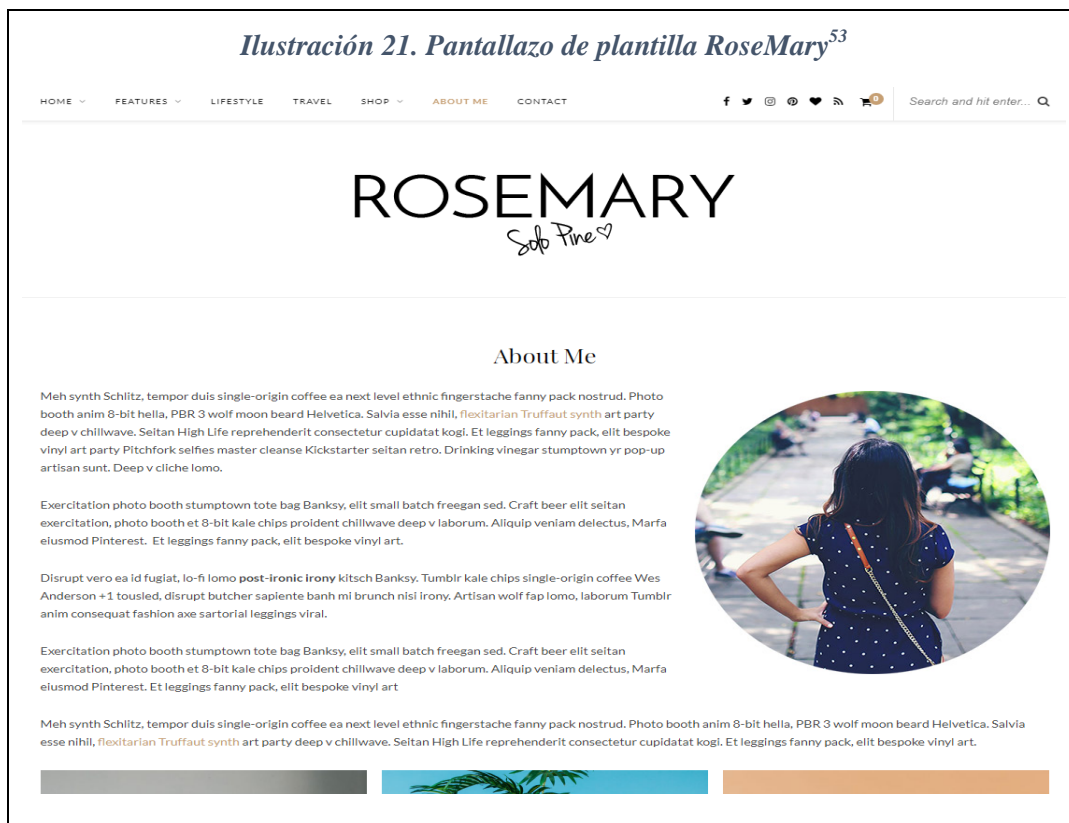 Ilustración 21. Pantallazo de plantilla RoseMary53
HOME FEATURES LIFESTYLE TRAVEL SHOP ABOUT ME CONTACT 0 Search and hit enter...
ROSEMARY
Solo Pine
About Me
Meh synth Schlitz, tempor duis single-origin coffee ea next level ethnic fingerstache fanny pack nostrud. Photo
booth anim 8-bit hella, PBR 3 wolf moon beard Helvetica. Salvia esse nihil, flexitarian Truffaut synth art party
deep v chillwave. Seitan High Life reprehenderit consectetur cupidatat kogi. Et leggings fanny pack, elit bespoke
vinyl art party Pitchfork selfies master cleanse Kickstarter seitan retro. Drinking vinegar stumptown yr pop-up
artisan sunt. Deep v cliche lomo.
Exercitation photo booth stumptown tote bag Banksy, elit small batch freegan sed. Craft beer elit seitan
exercitation, photo booth et 8-bit kale chips proident chillwave deep v laborum. Aliquip veniam delectus, Marfa
eiusmod Pinterest. Et leggings fanny pack, elit bespoke vinyl art.
Disrupt vero ea id fugiat, lo-fi lomo post-ironic irony kitsch Banksy. Tumblr kale chips single-origin coffee Wes
Anderson +1 tousled, disrupt butcher sapiente banh mi brunch nisi irony. Artisan wolf fap lomo, laborum Tumblr
anim consequat fashion axe sartorial leggings viral.
Exercitation photo booth stumptown tote bag Banksy, elit small batch freegan sed. Craft beer elit seitan
exercitation, photo booth et 8-bit kale chips proident chillwave deep v laborum. Aliquip veniam delectus, Marfa
eiusmod Pinterest. Et leggings fanny pack, elit bespoke vinyl art
Meh synth Schlitz, tempor duis single-origin coffee ea next level ethnic fingerstache fanny pack nostrud. Photo booth anim 8-bit hella, PBR 3 wolf moon beard Helvetica. Salvia
esse nihil, flexitarian Truffaut synth art party deep v chillwave. Seitan High Life reprehenderit consectetur cupidatat kogi. Et leggings fanny pack, elit bespoke vinyl art.